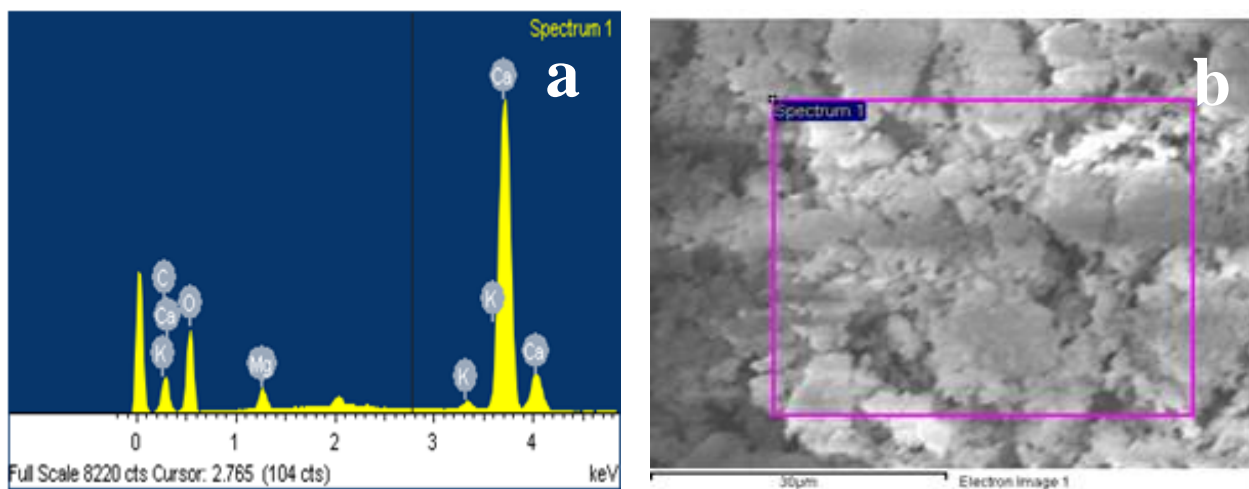 Spectrum 1
a
Ca
C
Ca
K
O
Mg
K
K
Ca
0 1 2 3 4
Full Scale 8220 cts Cursor: 2.765 (104 cts) keV
b
Spectrum 1
30µm Electron Image 1